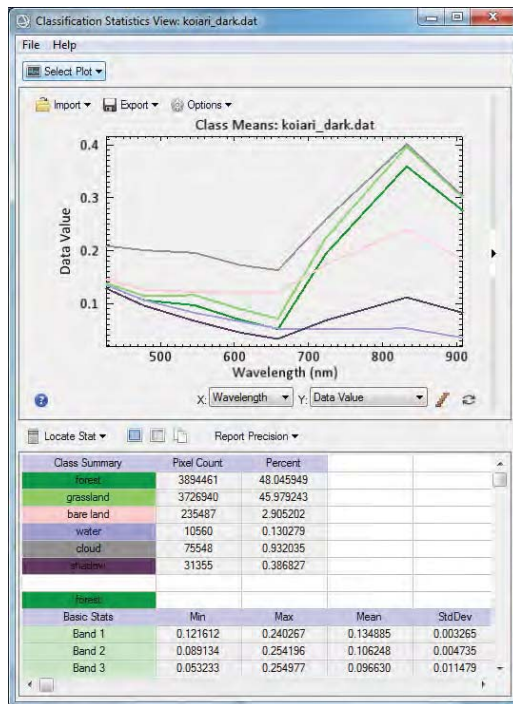 Classification Statistics View: koiari_dark.dat
File Help
Select Plot
Import Export Options
Class Means: koiari_dark.dat
0.4
0.3
0.2
0.1
Data Value
500 600 700 800 900
Wavelength (nm)
X: Wavelength Y: Data Value
Locate Stat Report Precision
Class Summary Pixel Count Percent
forest 3894461 48.045949
grassland 3726940 45.979243
bare land 235487 2.905202
water 10560 0.130279
cloud 75548 0.932035
shadow 31355 0.386827
forest
Basic Stats Min Max Mean StdDev
Band 1 0.121612 0.240267 0.134885 0.003265
Band 2 0.089134 0.254196 0.106248 0.004735
Band 3 0.053233 0.254977 0.096630 0.011479